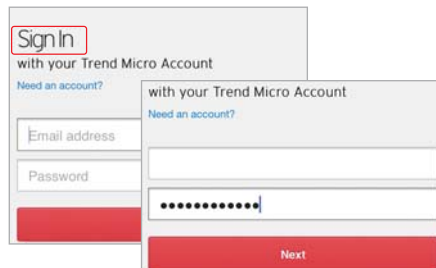 Sign In
with your Trend Micro Account
Need an account?
Email address
Password
with your Trend Micro Account
Need an account?
••••••••••••
Next